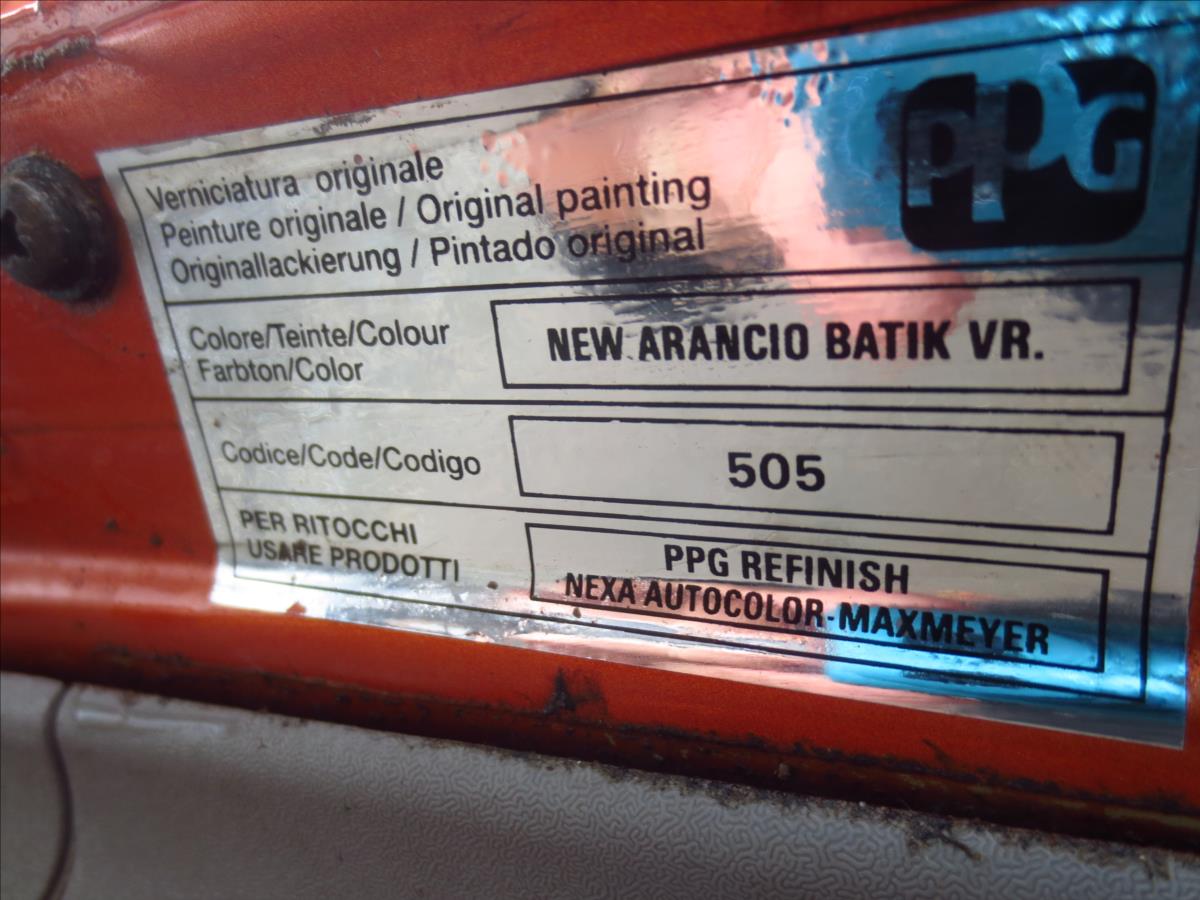 PPG
Verniciatura originale
Peinture originale / Original painting
Originallackierung / Pintado original
Colore/Teinte/Colour
Farbton/Color
NEW ARANCIO BATIK VR.
Codice/Code/Codigo
505
PER RITOCCHI
USARE PRODOTTI
PPG REFINISH
NEXA AUTOCOLOR-MAXMEYER